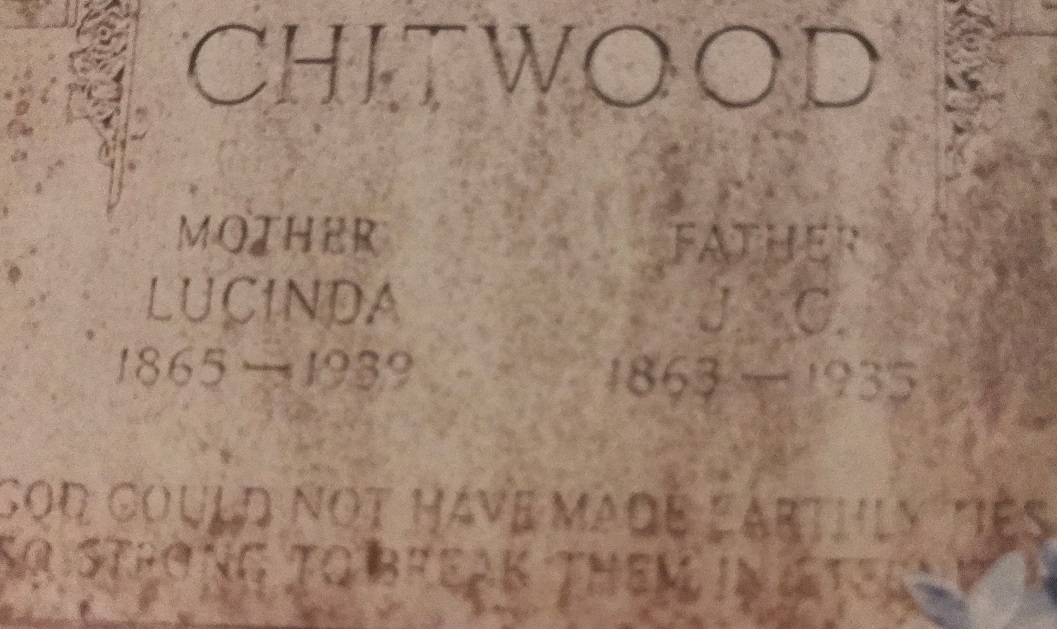 CHITWOOD
MOTHER
LUCINDA
1865 — 1939
FATHER
J. C.
1863 — 1935
GOD COULD NOT HAVE MADE EARTHLY TIES
SO STRONG TO BREAK THEM IN